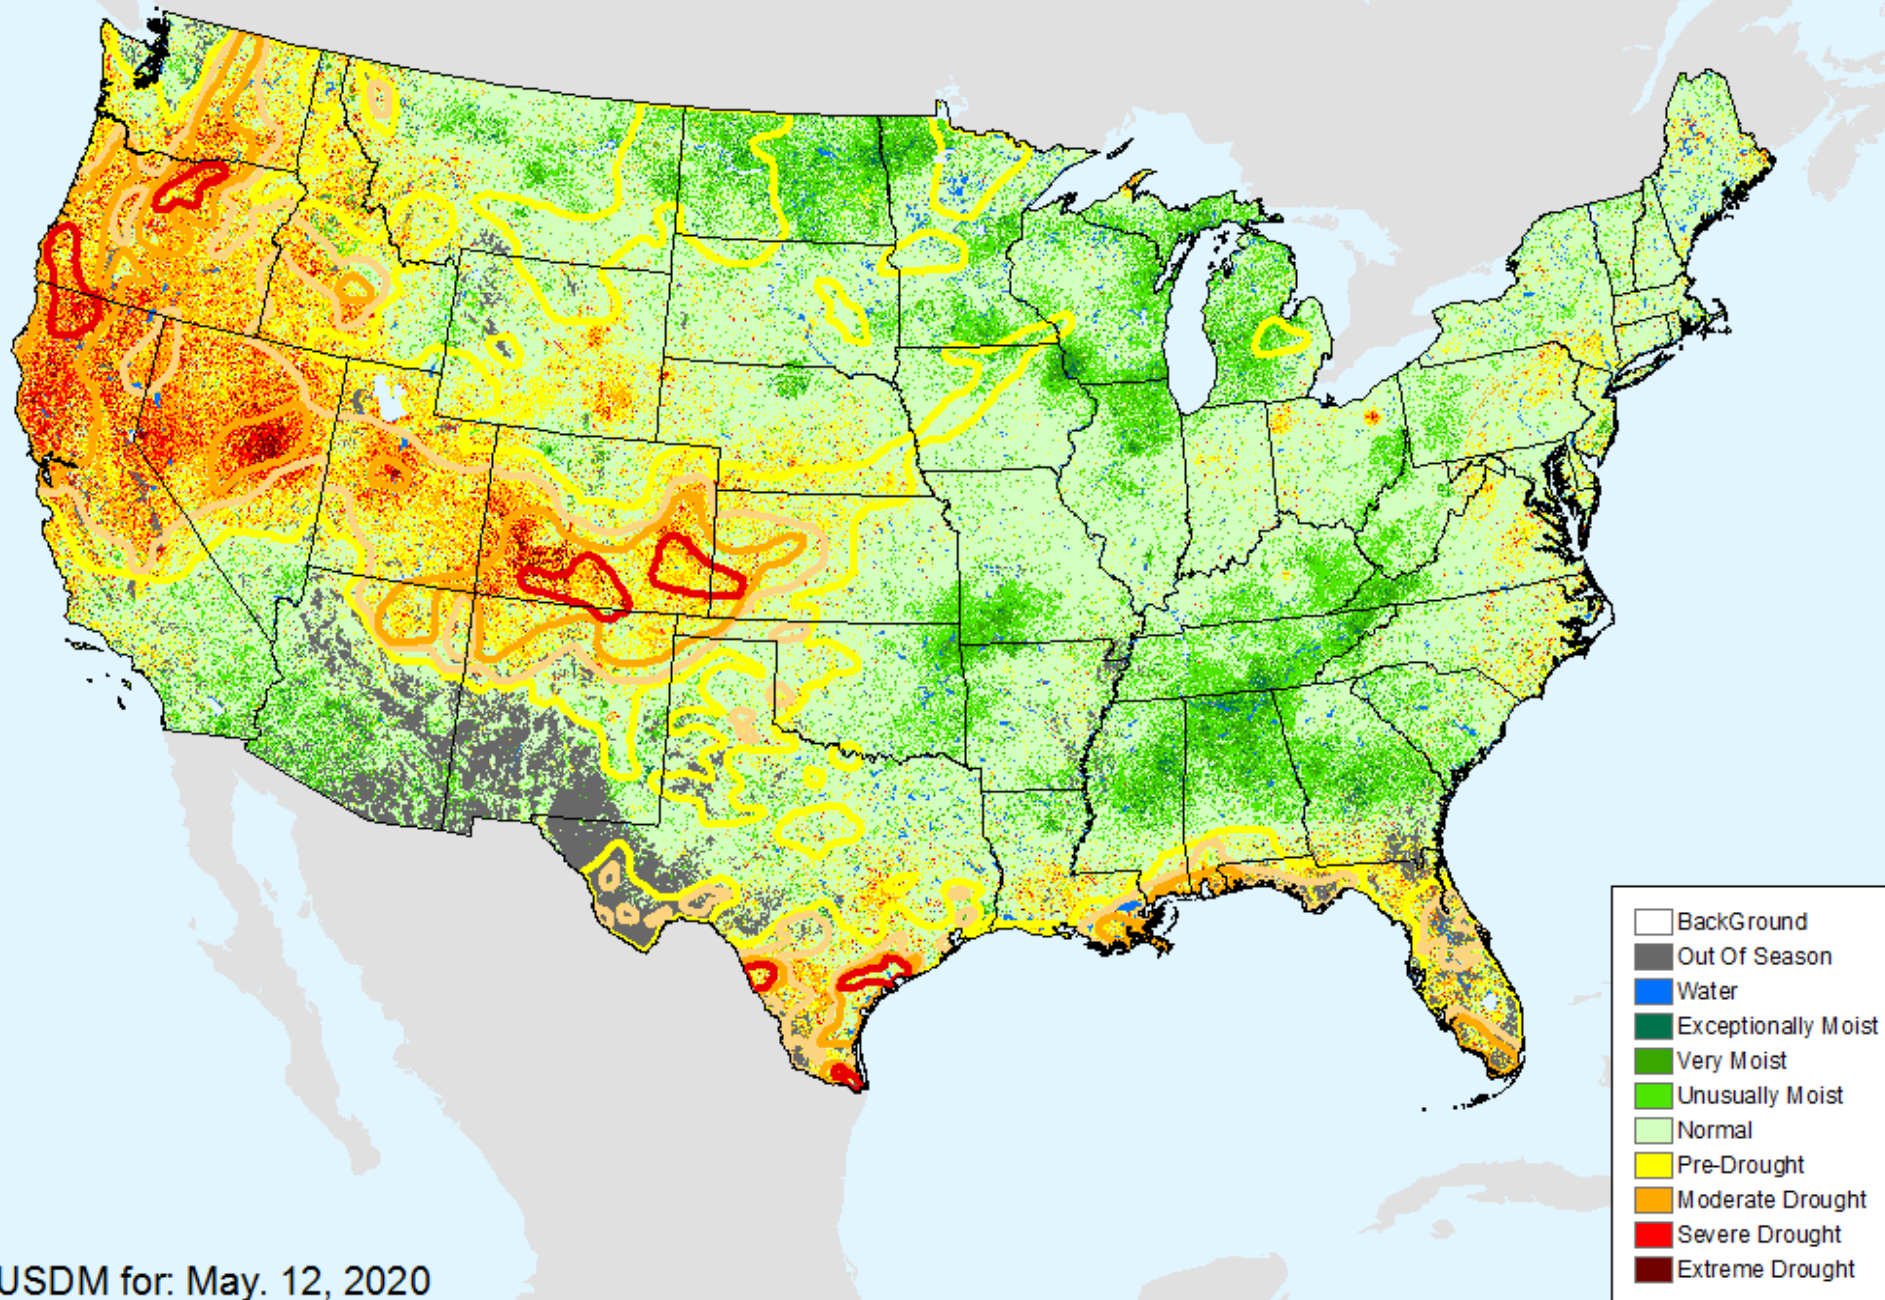 BackGround
Out Of Season
Water
Exceptionally Moist
Very Moist
Unusually Moist
Normal
Pre-Drought
Moderate Drought
Severe Drought
Extreme Drought
USDM for: May. 12, 2020